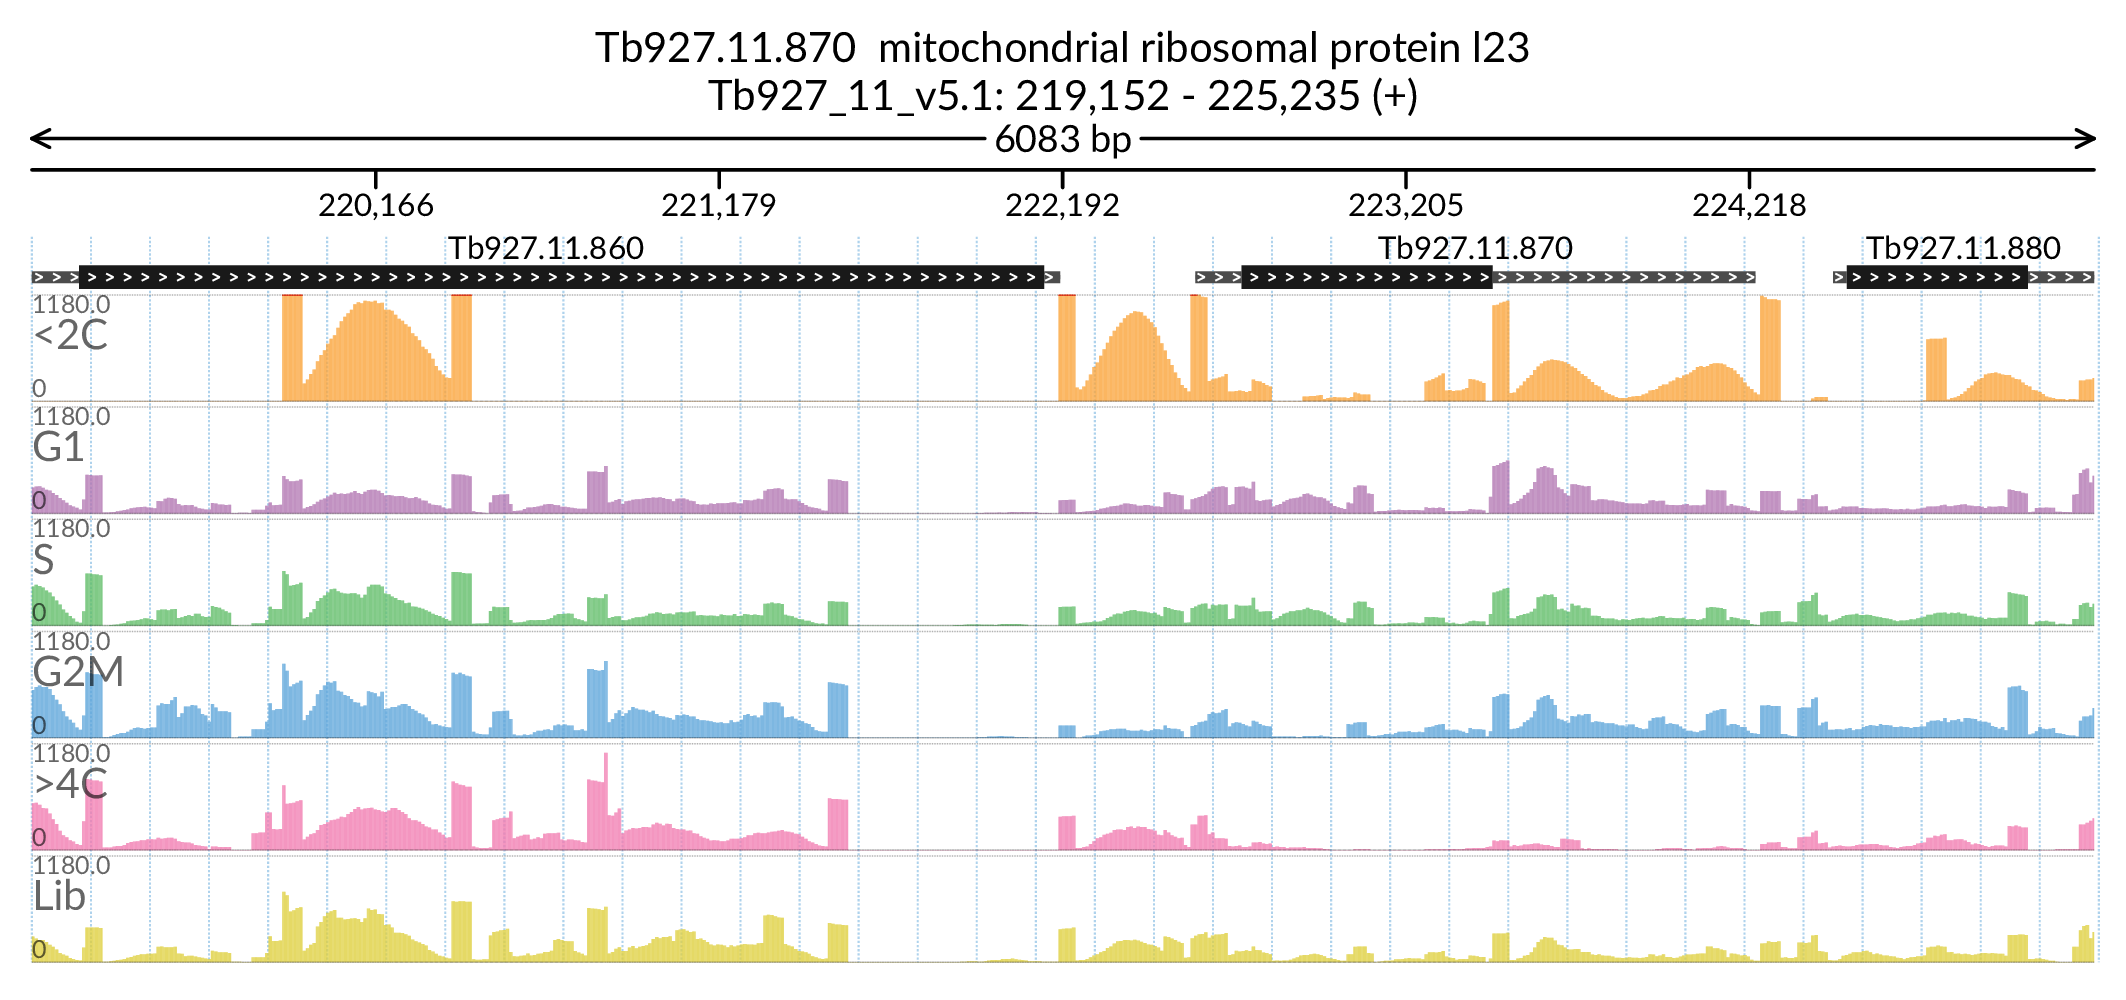 Tb927.11.870  mitochondrial ribosomal protein l23
Tb927_11_v5.1: 219,152 - 225,235 (+)
6083 bp
220,166 221,179 222,192 223,205 224,218
Tb927.11.860 Tb927.11.870 Tb927.11.880
1180.0
<2C
0
1180.0
G1
0
1180.0
S
0
1180.0
G2M
0
1180.0
>4C
0
1180.0
Lib
0